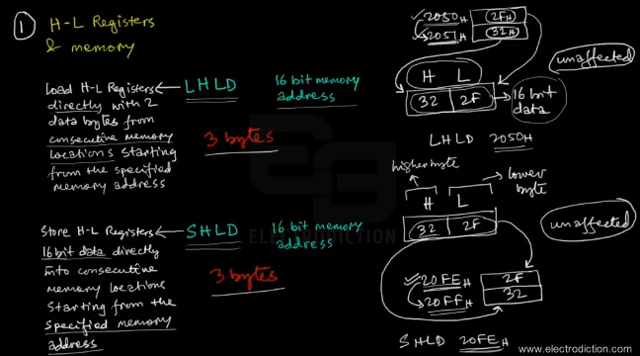 1 H-L Registers
& memory
Load H-L Registers
directly with 2
data bytes from
consecutive memory
locations starting
from the specified
memory address
LHLD
16 bit memory
address
3 bytes
2050H 2FH
2051H 32H
unaffected
H L
32 2F
16 bit
data
LHLD 2050H
Store H-L Registers
16 bit data directly
into consecutive
memory locations
starting from the
specified memory
address
SHLD
16 bit memory
address
3 bytes
higher byte
lower
byte
H L
32 2F
unaffected
20FEH 2F
20FFH 32
SHLD 20FEH
ELECTRODICTION
www.electrodiction.com